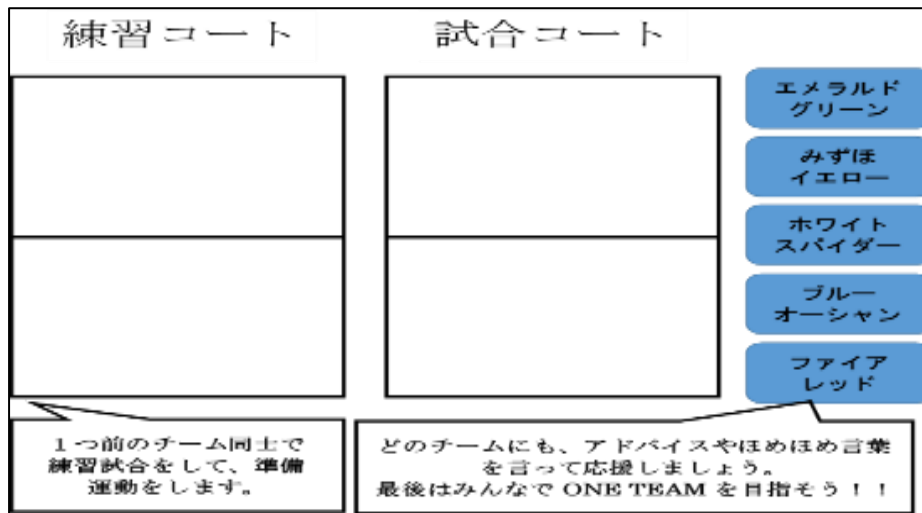 練習コート
試合コート
エメラルド
グリーン
みずほ
イエロー
ホワイト
スパイダー
ブルー
オーシャン
ファイア
レッド
1つ前のチーム同士で
練習試合をして、準備
運動をします。
どのチームにも、アドバイスやほめほめ言葉
を言って応援しましょう。
最後はみんなで ONE TEAM を目指そう！！